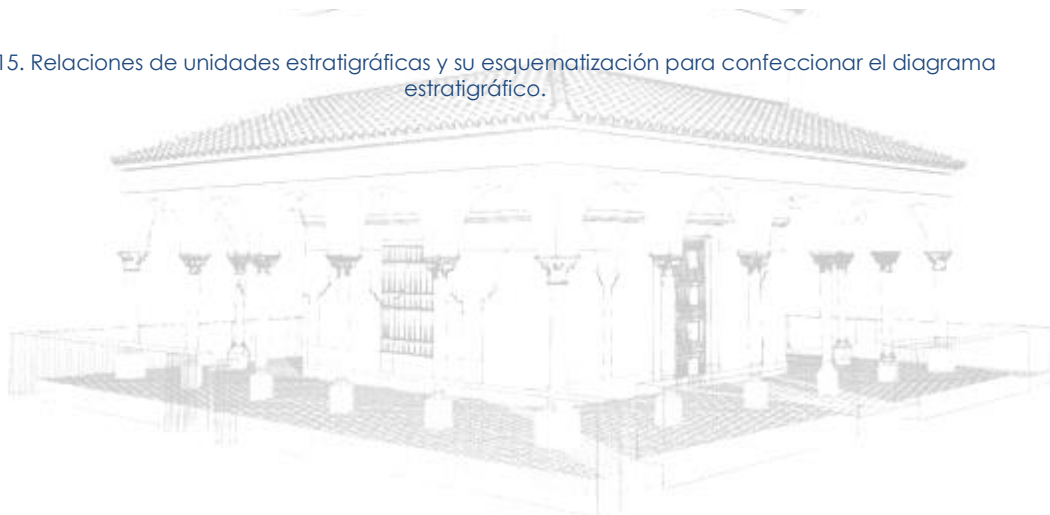 15. Relaciones de unidades estratigráficas y su esquematización para confeccionar el diagrama
estratigráfico.